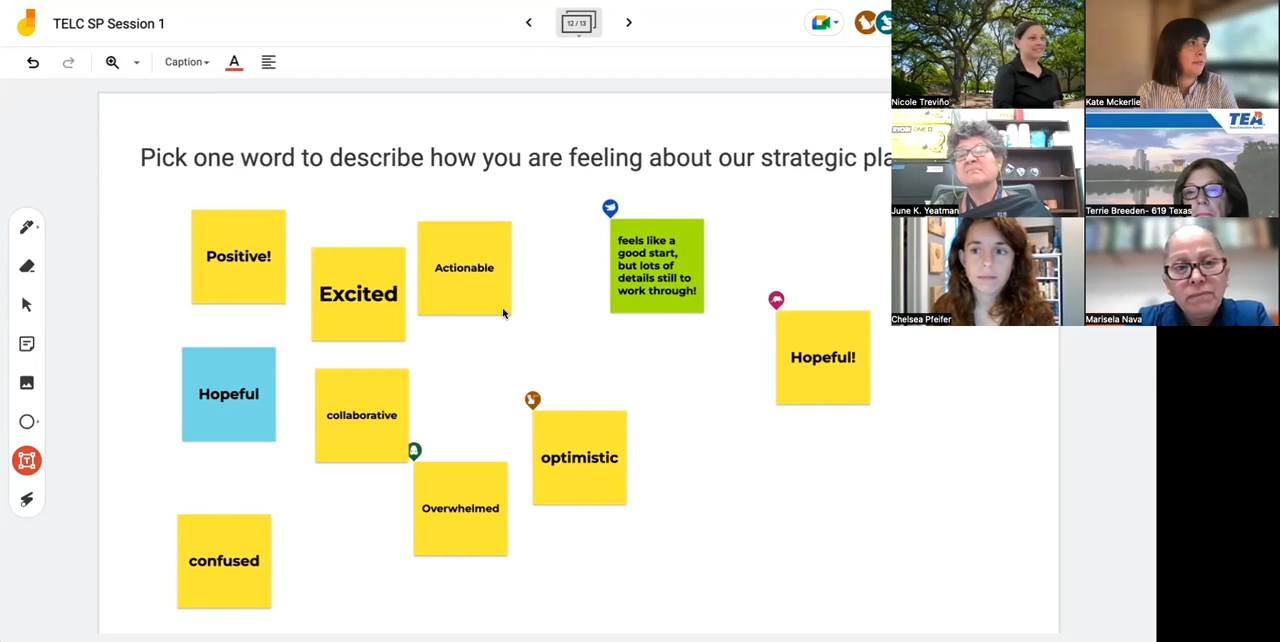 TELC SP Session 1
12 / 13
Caption
A
Pick one word to describe how you are feeling about our strategic pla
Positive!
Excited
Actionable
feels like a
good start,
but lots of
details still to
work through!
Hopeful!
Hopeful
collaborative
optimistic
Overwhelmed
confused
Nicole Treviño
Kate Mckerlie
June K. Yeatman
TEA
Terrie Breeden- 619 Texas
Chelsea Pfeifer
Marisela Nava